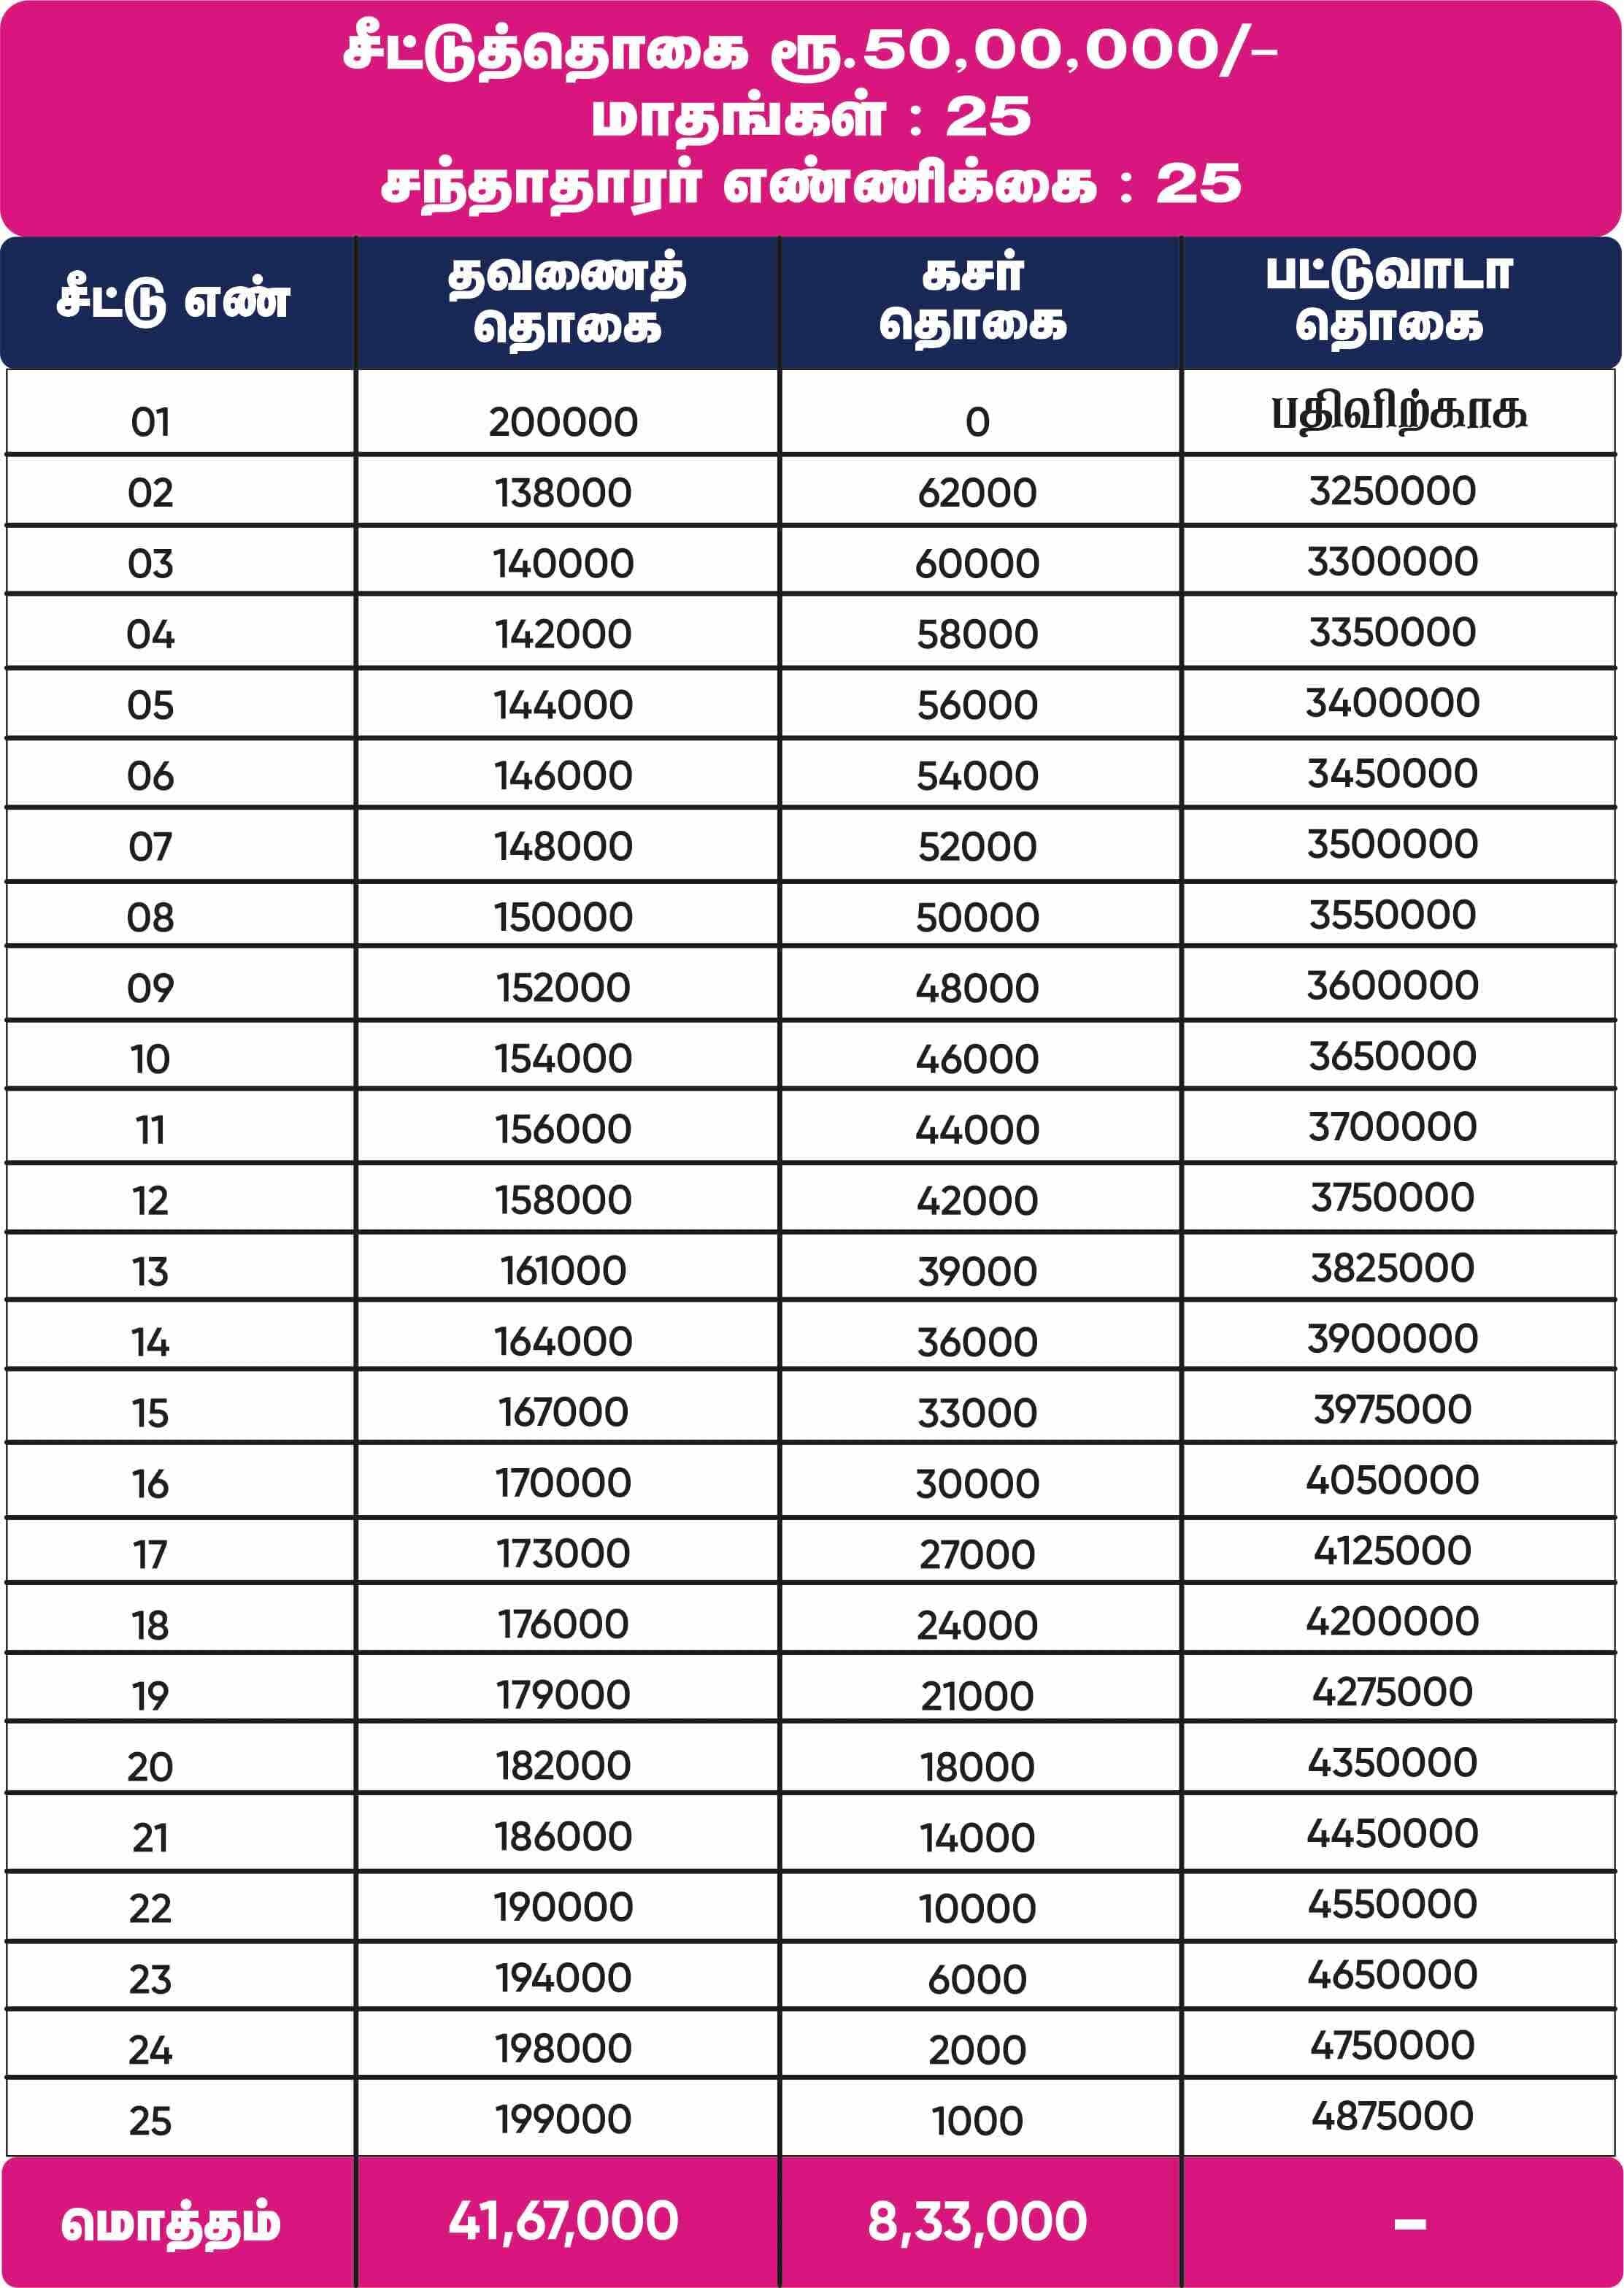 சீட்டுத்தொகை ரூ.50,00,000/-
மாதங்கள் : 25
சந்தாதாரர் எண்ணிக்கை : 25
சீட்டு எண் தவணைத் தொகை கசர் தொகை பட்டுவாடா தொகை
01 200000 0 பதிவிற்காக
02 138000 62000 3250000
03 140000 60000 3300000
04 142000 58000 3350000
05 144000 56000 3400000
06 146000 54000 3450000
07 148000 52000 3500000
08 150000 50000 3550000
09 152000 48000 3600000
10 154000 46000 3650000
11 156000 44000 3700000
12 158000 42000 3750000
13 161000 39000 3825000
14 164000 36000 3900000
15 167000 33000 3975000
16 170000 30000 4050000
17 173000 27000 4125000
18 176000 24000 4200000
19 179000 21000 4275000
20 182000 18000 4350000
21 186000 14000 4450000
22 190000 10000 4550000
23 194000 6000 4650000
24 198000 2000 4750000
25 199000 1000 4875000
மொத்தம் 41,67,000 8,33,000 -